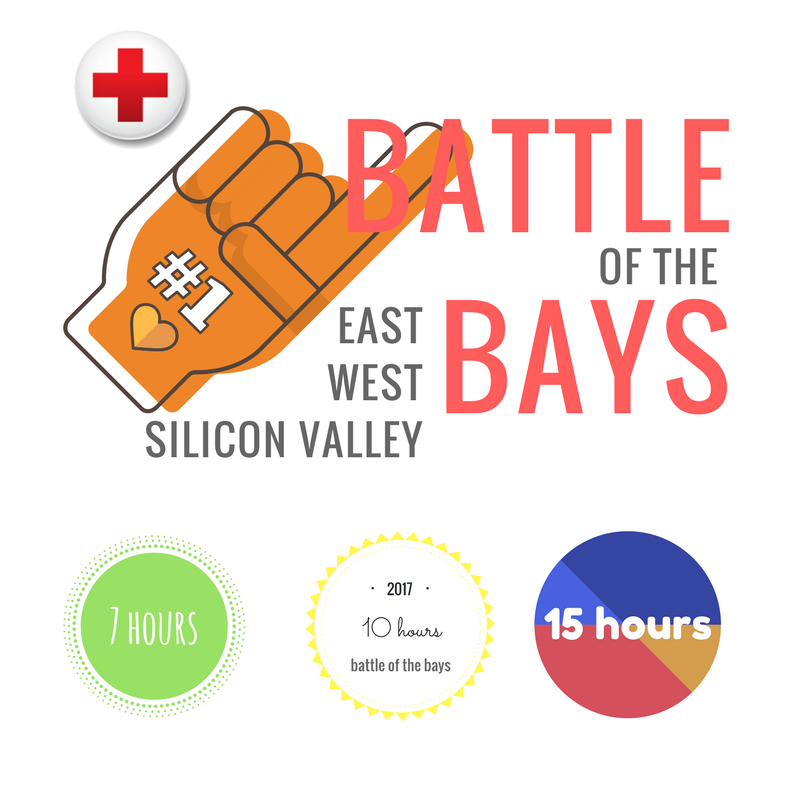 BATTLE
OF THE
BAYS
EAST
WEST
SILICON VALLEY
#1
7 HOURS
· 2017 ·
10 hours
battle of the bays
15 hours